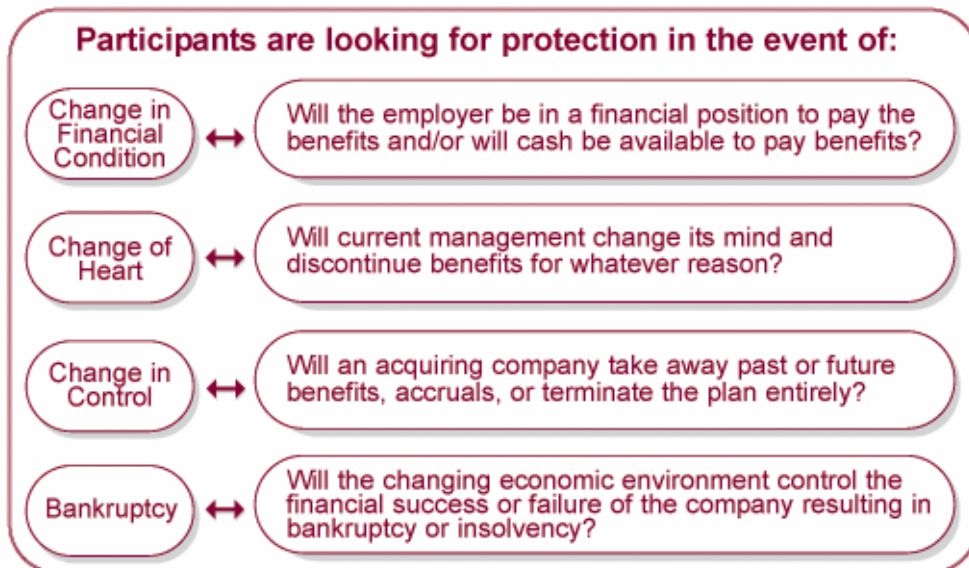 Participants are looking for protection in the event of:
Change in
Financial
Condition
Will the employer be in a financial position to pay the
benefits and/or will cash be available to pay benefits?
Change of
Heart
Will current management change its mind and
discontinue benefits for whatever reason?
Change in
Control
Will an acquiring company take away past or future
benefits, accruals, or terminate the plan entirely?
Bankruptcy
Will the changing economic environment control the
financial success or failure of the company resulting in
bankruptcy or insolvency?